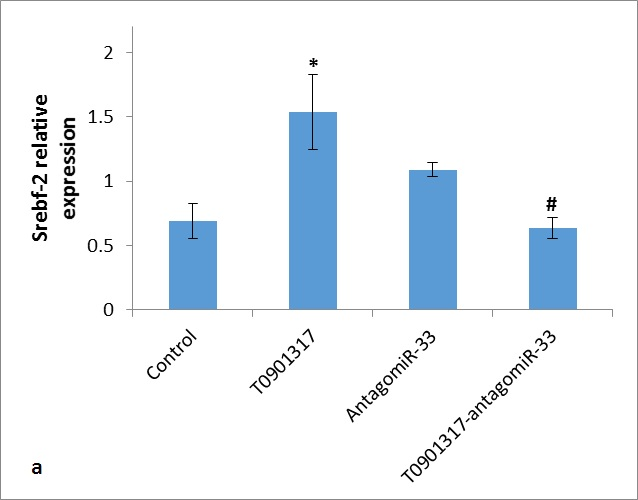 Srebf-2 relative
expression
2
1.5
1
0.5
0
*
#
Control
T0901317
AntagomiR-33
T0901317-antagomiR-33
a